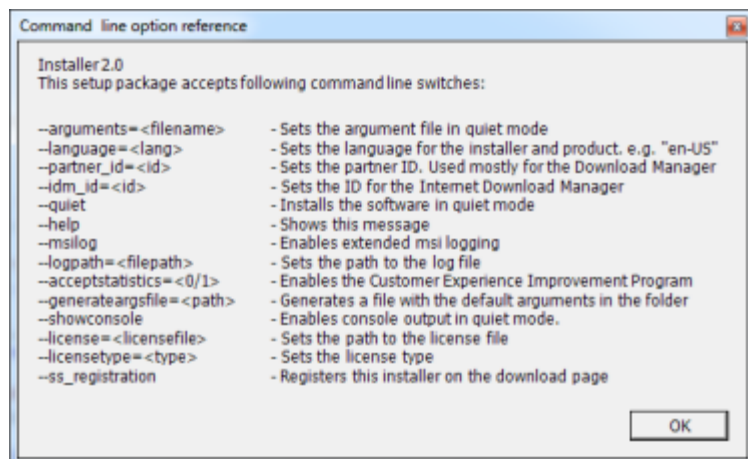 Command line option reference
Installer 2.0
This setup package accepts following command line switches:
--arguments=<filename> - Sets the argument file in quiet mode
--language=<lang> - Sets the language for the installer and product. e.g. "en-US"
--partner_id=<id> - Sets the partner ID. Used mostly for the Download Manager
--idm_id=<id> - Sets the ID for the Internet Download Manager
--quiet - Installs the software in quiet mode
--help - Shows this message
--msilog - Enables extended msi logging
--logpath=<filepath> - Sets the path to the log file
--acceptstatistics=<0/1> - Enables the Customer Experience Improvement Program
--generateargsfile=<path> - Generates a file with the default arguments in the folder
--showconsole - Enables console output in quiet mode.
--license=<licensefile> - Sets the path to the license file
--licensetype=<type> - Sets the license type
--ss_registration - Registers this installer on the download page
OK